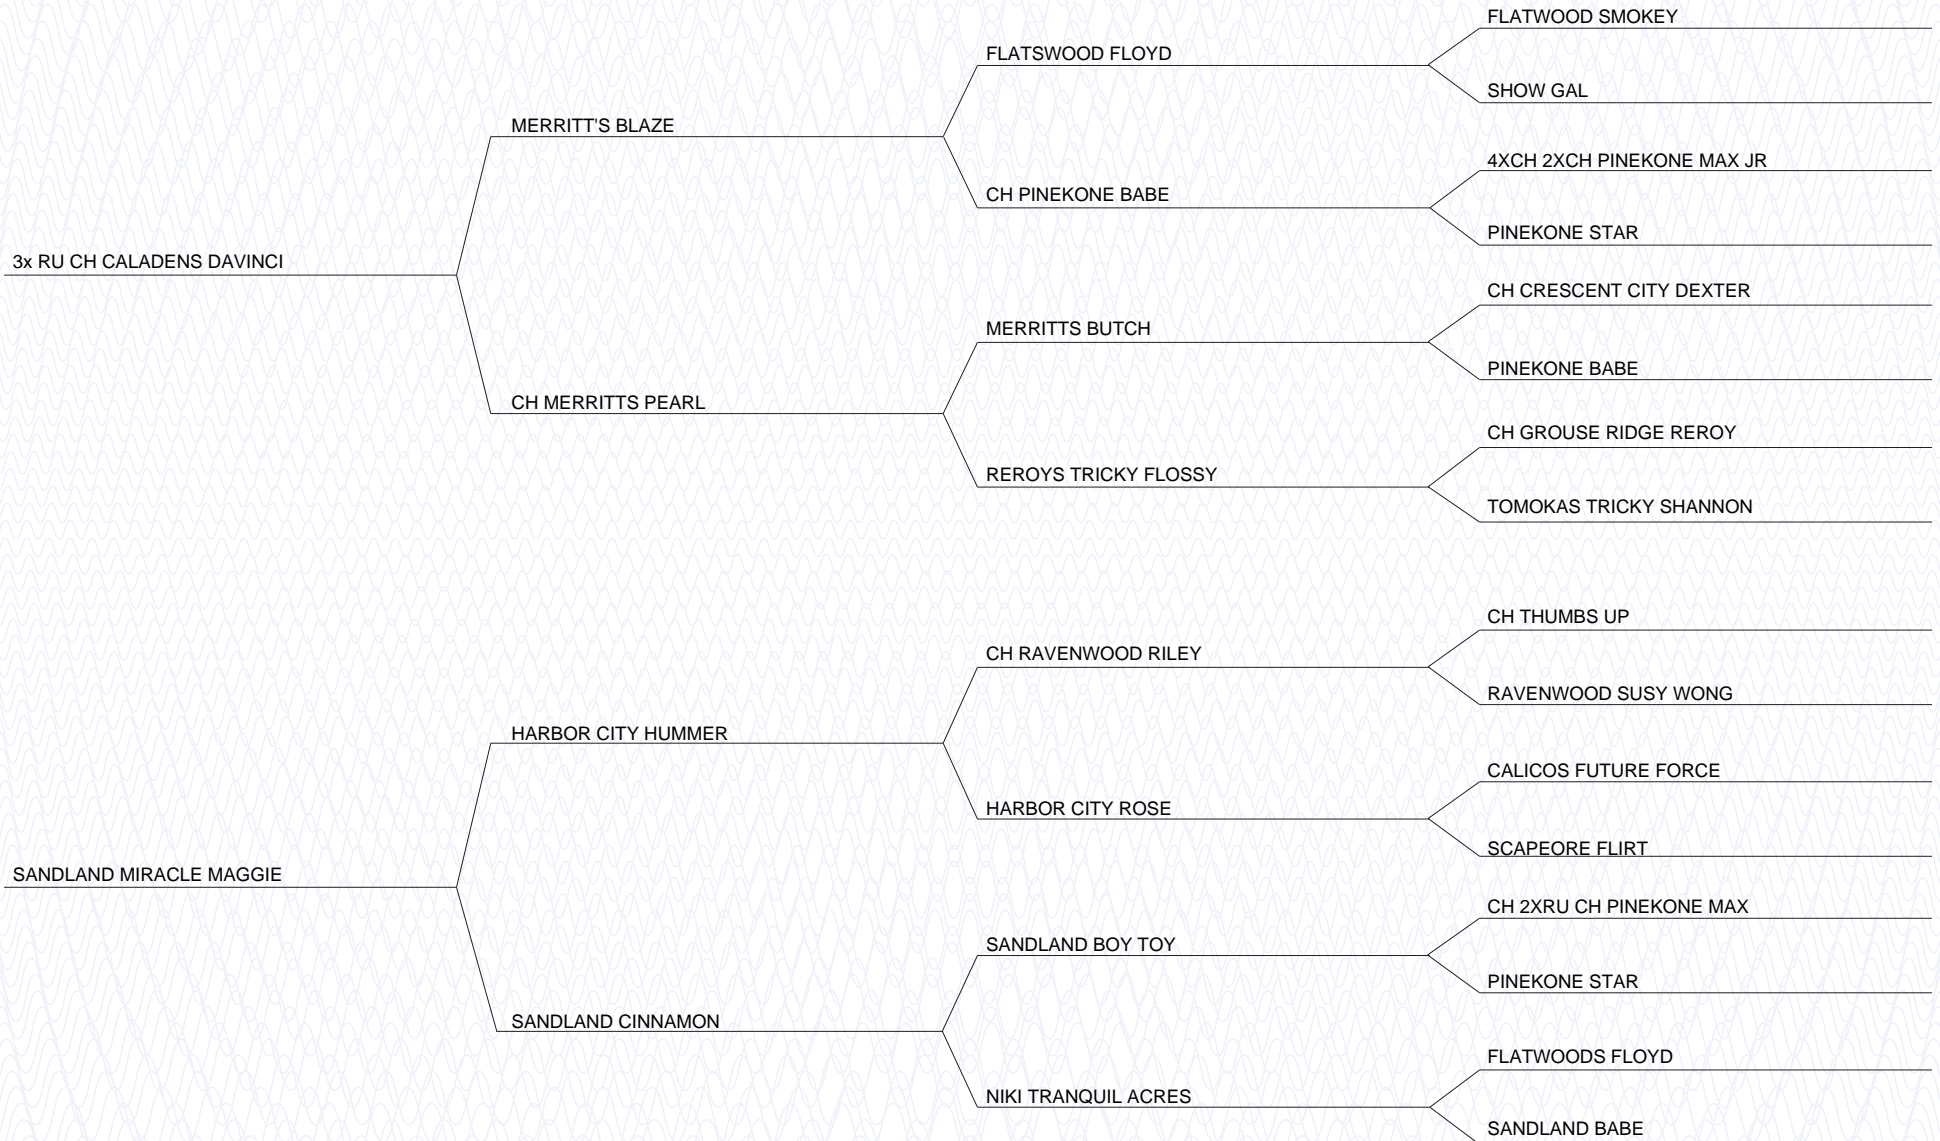 FLATWOOD SMOKEY
FLATSWOOD FLOYD
SHOW GAL
MERRITT'S BLAZE
4XCH 2XCH PINEKONE MAX JR
CH PINEKONE BABE
PINEKONE STAR
3x RU CH CALADENS DAVINCI
CH CRESCENT CITY DEXTER
MERRITTS BUTCH
PINEKONE BABE
CH MERRITTS PEARL
CH GROUSE RIDGE REROY
REROYS TRICKY FLOSSY
TOMOKAS TRICKY SHANNON
CH THUMBS UP
CH RAVENWOOD RILEY
RAVENWOOD SUSY WONG
HARBOR CITY HUMMER
CALICOS FUTURE FORCE
HARBOR CITY ROSE
SCAPEORE FLIRT
SANDLAND MIRACLE MAGGIE
CH 2XRU CH PINEKONE MAX
SANDLAND BOY TOY
PINEKONE STAR
SANDLAND CINNAMON
FLATWOODS FLOYD
NIKI TRANQUIL ACRES
SANDLAND BABE